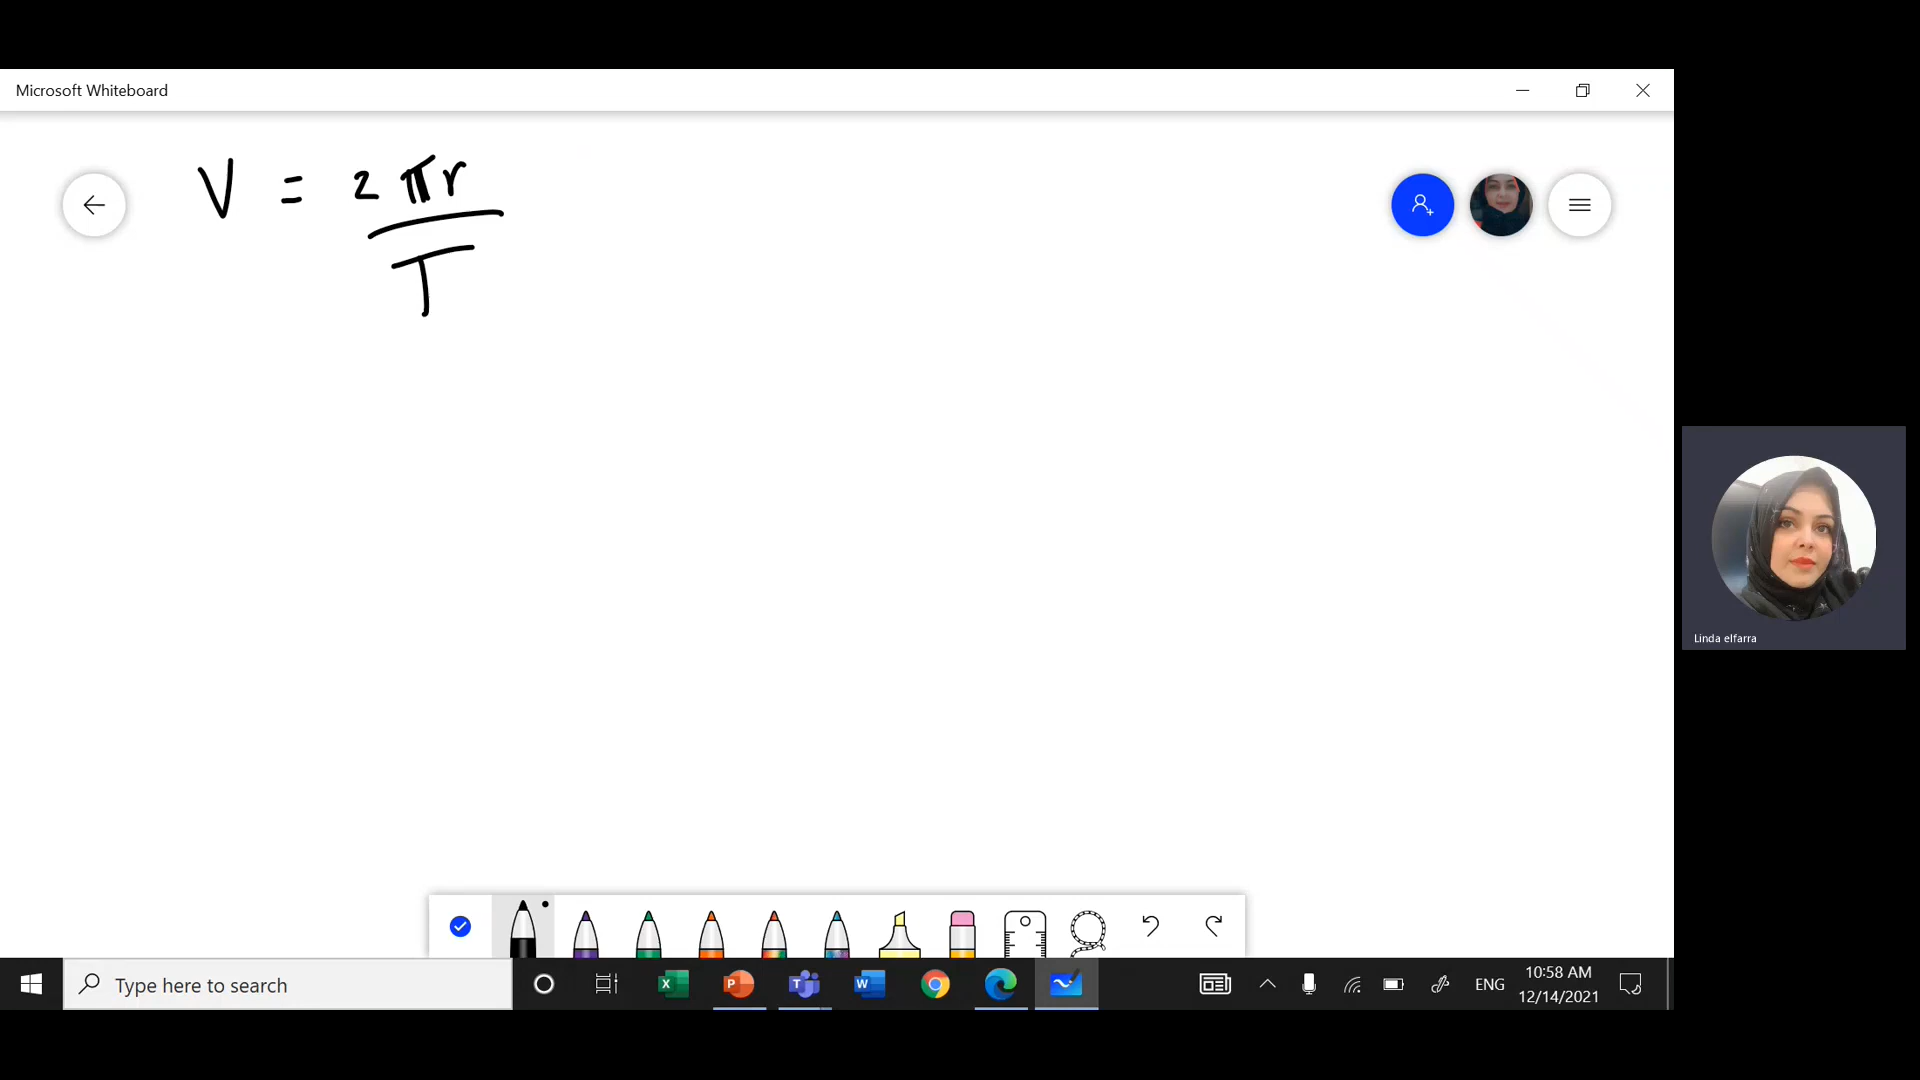 Microsoft Whiteboard
V = 2πr
T
Linda elfarra
Type here to search
ENG
10:58 AM
12/14/2021